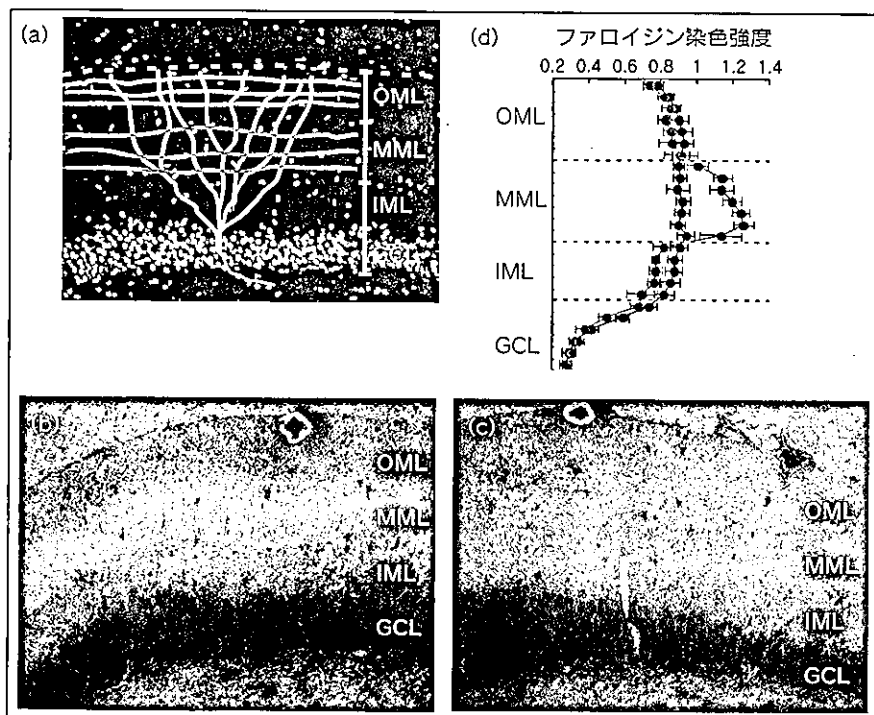 (a)
OML
MML
IML
GCL
(d)
ファロイジン染色強度
0.2 0.4 0.6 0.8 1 1.2 1.4
OML
MML
IML
GCL
(b)
OML
MML
IML
GCL
(c)
OML
MML
IML
GCL